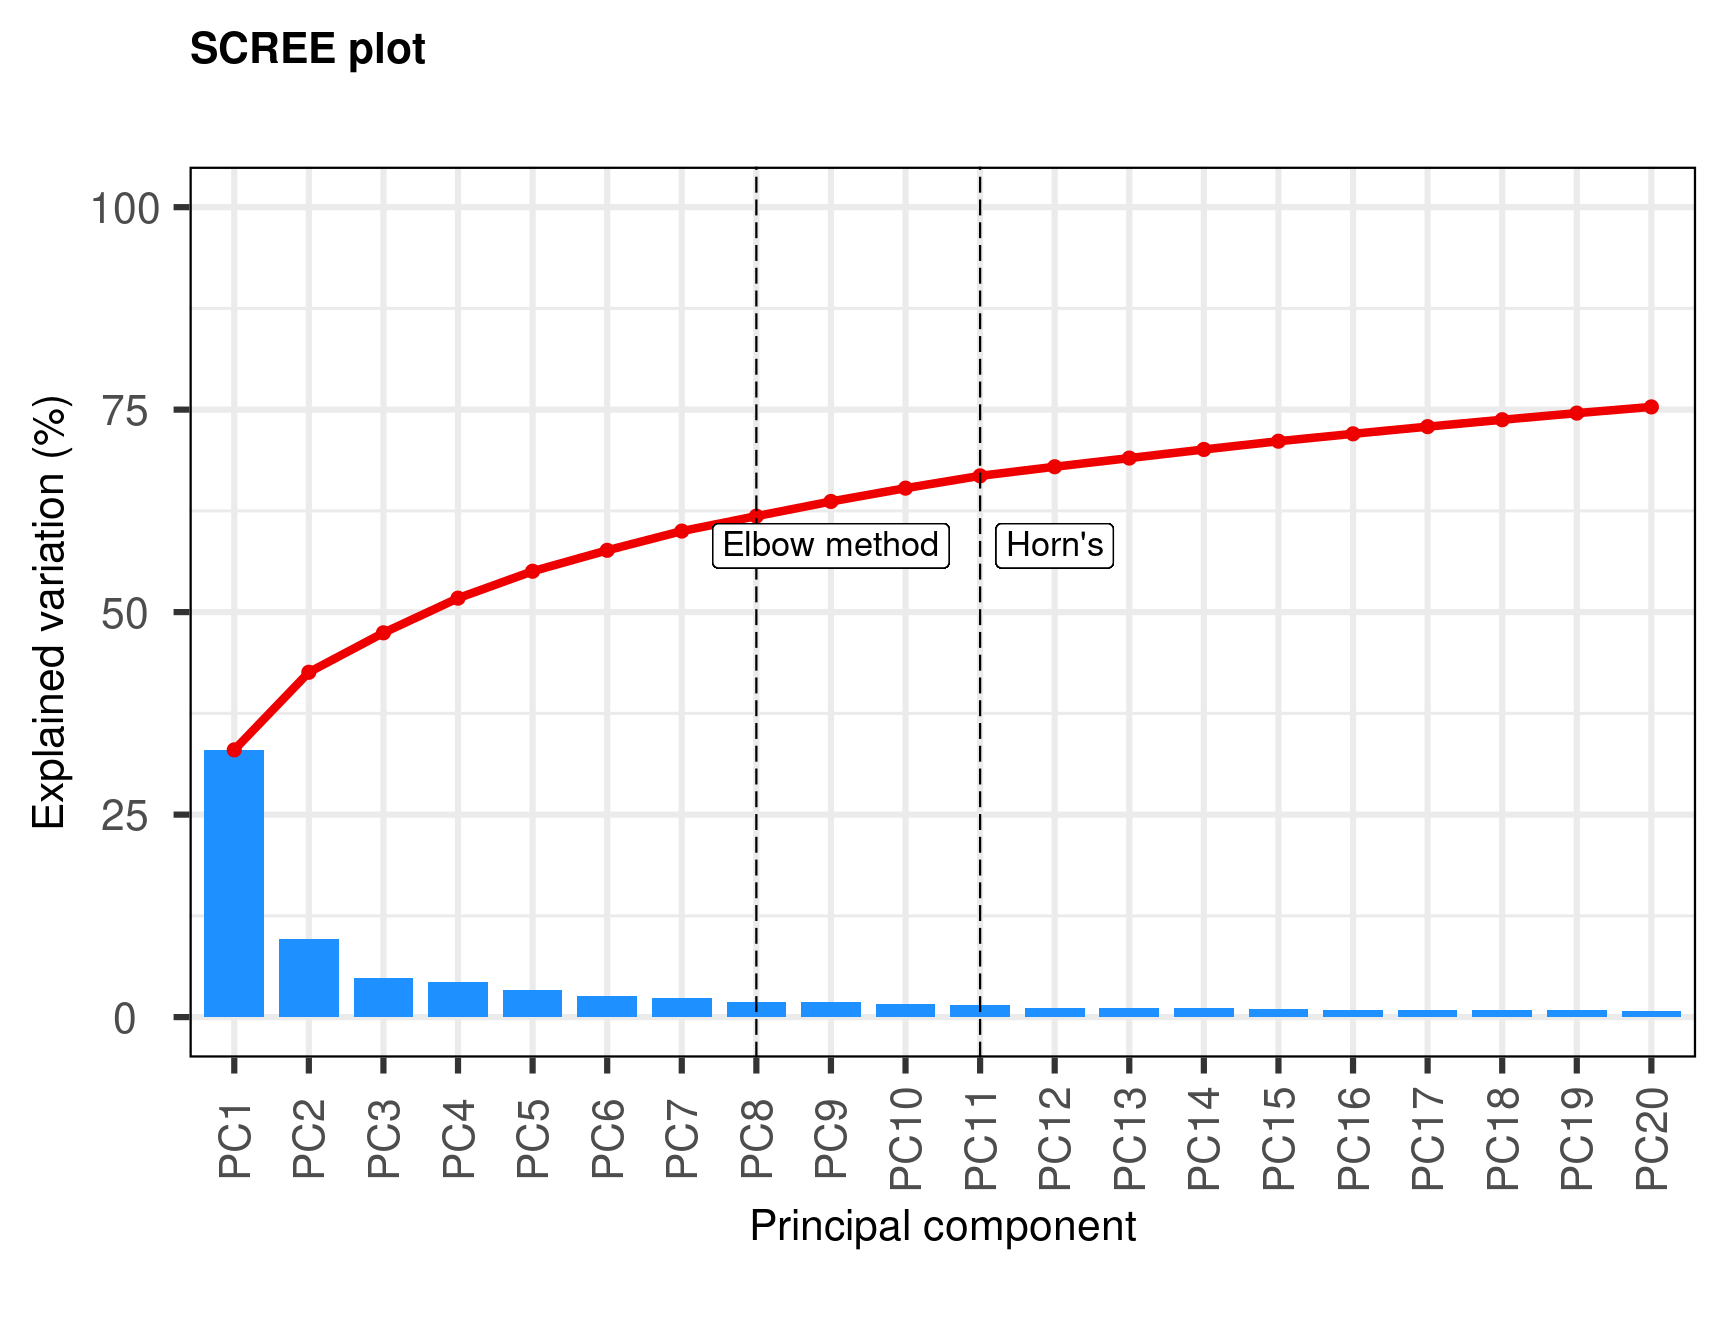 SCREE plot
Explained variation (%)
100
75
50
25
0
Elbow method
Horn's
PC1
PC2
PC3
PC4
PC5
PC6
PC7
PC8
PC9
PC10
PC11
PC12
PC13
PC14
PC15
PC16
PC17
PC18
PC19
PC20
Principal component